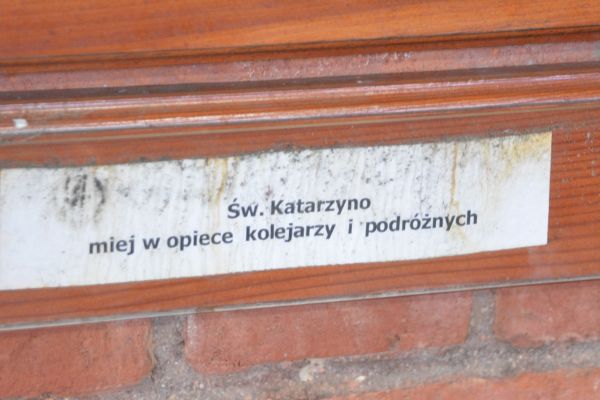 Św. Katarzyno
miej w opiece kolejarzy i podróżnych